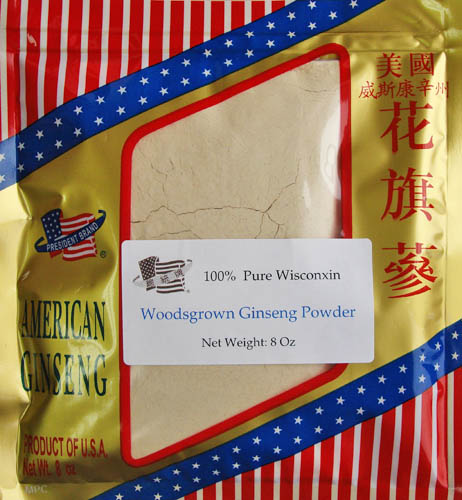 美國
威斯康辛州
花旗蔘
PRESIDENT BRAND
®
100% Pure Wisconxin
Woodsgrown Ginseng Powder
Net Weight: 8 Oz
AMERICAN
GINSENG
PRODUCT OF U.S.A.
Net Wt. 8 oz
MPC